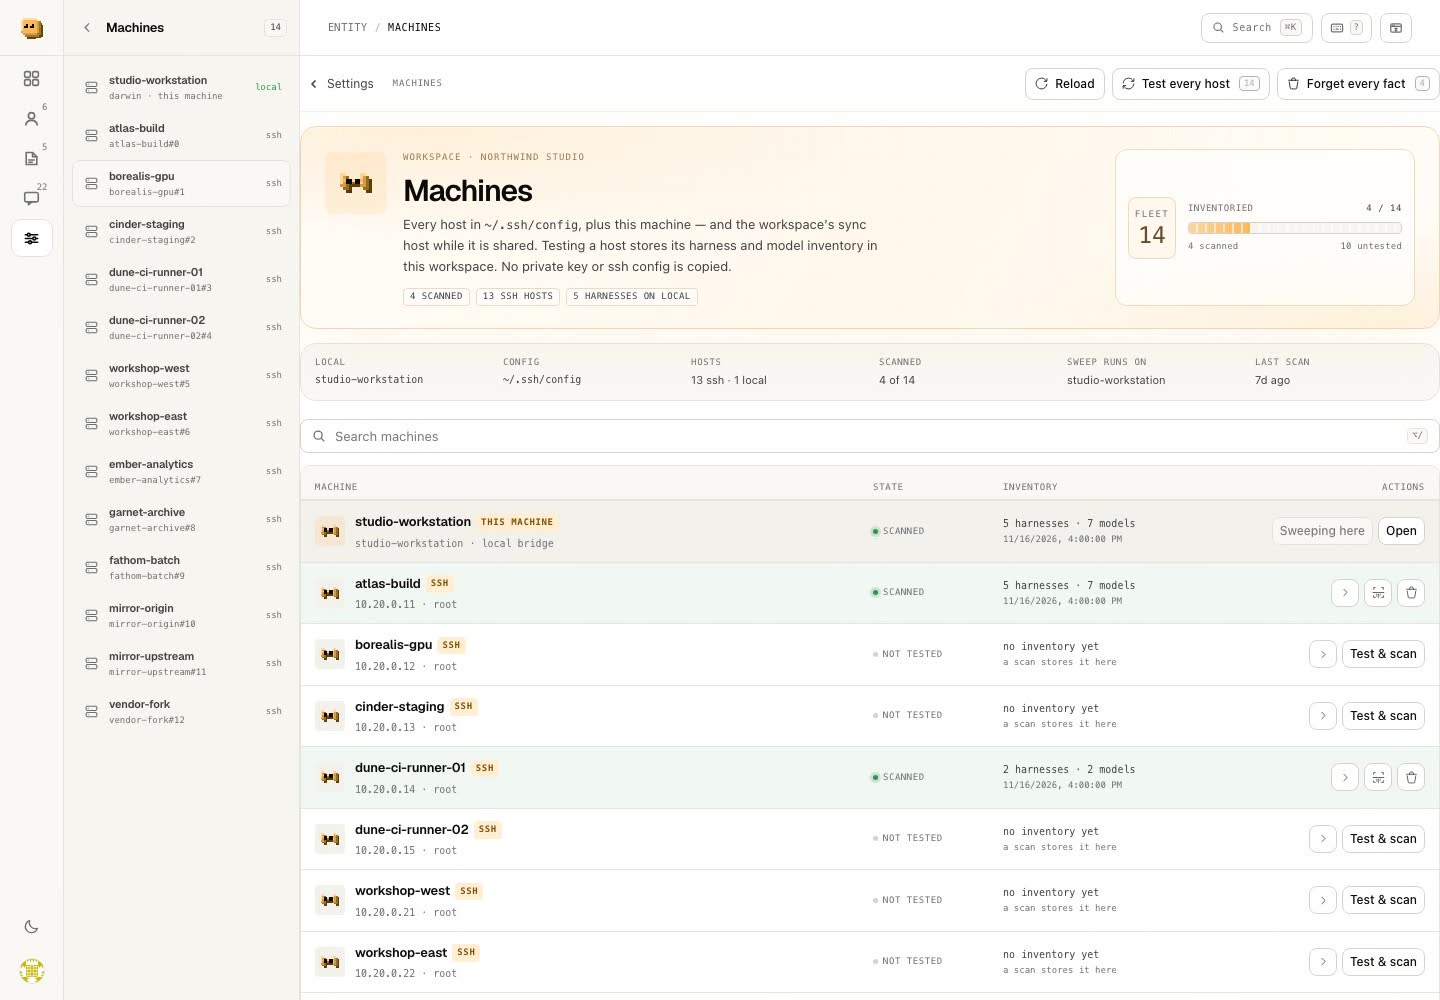 Machines
14
ENTITY / MACHINES
Search ⌘K
?
6
5
22
studio-workstation
darwin · this machine
local
atlas-build
atlas-build#0
ssh
borealis-gpu
borealis-gpu#1
ssh
cinder-staging
cinder-staging#2
ssh
dune-ci-runner-01
dune-ci-runner-01#3
ssh
dune-ci-runner-02
dune-ci-runner-02#4
ssh
workshop-west
workshop-west#5
ssh
workshop-east
workshop-east#6
ssh
ember-analytics
ember-analytics#7
ssh
garnet-archive
garnet-archive#8
ssh
fathom-batch
fathom-batch#9
ssh
mirror-origin
mirror-origin#10
ssh
mirror-upstream
mirror-upstream#11
ssh
vendor-fork
vendor-fork#12
ssh
Settings
MACHINES
Reload
Test every host 14
Forget every fact 4
WORKSPACE · NORTHWIND STUDIO
Machines
Every host in ~/.ssh/config, plus this machine — and the workspace's sync
host while it is shared. Testing a host stores its harness and model inventory in
this workspace. No private key or ssh config is copied.
4 SCANNED
13 SSH HOSTS
5 HARNESSES ON LOCAL
FLEET
14
INVENTORIED
4 / 14
4 scanned
10 untested
LOCAL
studio-workstation
CONFIG
~/.ssh/config
HOSTS
13 ssh · 1 local
SCANNED
4 of 14
SWEEP RUNS ON
studio-workstation
LAST SCAN
7d ago
Search machines
⌥/
MACHINE
STATE
INVENTORY
ACTIONS
studio-workstation THIS MACHINE
studio-workstation · local bridge
SCANNED
5 harnesses · 7 models
11/16/2026, 4:00:00 PM
Sweeping here
Open
atlas-build SSH
10.20.0.11 · root
SCANNED
5 harnesses · 7 models
11/16/2026, 4:00:00 PM
borealis-gpu SSH
10.20.0.12 · root
NOT TESTED
no inventory yet
a scan stores it here
Test & scan
cinder-staging SSH
10.20.0.13 · root
NOT TESTED
no inventory yet
a scan stores it here
Test & scan
dune-ci-runner-01 SSH
10.20.0.14 · root
SCANNED
2 harnesses · 2 models
11/16/2026, 4:00:00 PM
dune-ci-runner-02 SSH
10.20.0.15 · root
NOT TESTED
no inventory yet
a scan stores it here
Test & scan
workshop-west SSH
10.20.0.21 · root
NOT TESTED
no inventory yet
a scan stores it here
Test & scan
workshop-east SSH
10.20.0.22 · root
NOT TESTED
no inventory yet
a scan stores it here
Test & scan